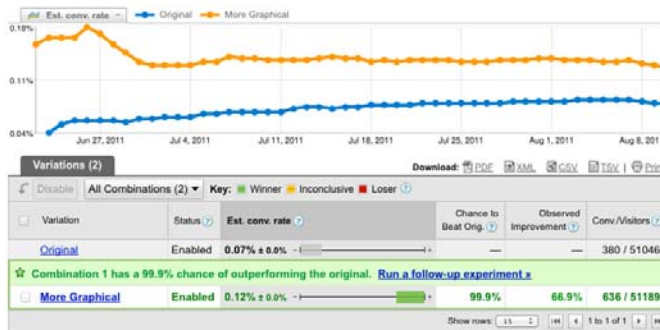 Est. conv. rate Original More Graphical
0.18%
0.11%
0.04%
Jun 27, 2011 Jul 4, 2011 Jul 11, 2011 Jul 18, 2011 Jul 25, 2011 Aug 1, 2011 Aug 8, 2011
Variations (2) Download: PDF XML CSV TSV | Print
Disable All Combinations (2) Key: Winner Inconclusive Loser ?
Variation Status ? Est. conv. rate ? Chance to Beat Orig. ? Observed Improvement ? Conv./Visitors ?
Original Enabled 0.07% ± 0.0% - + — — 380 / 51046
Combination 1 has a 99.9% chance of outperforming the original. Run a follow-up experiment »
More Graphical Enabled 0.12% ± 0.0% - + 99.9% 66.9% 636 / 51189
Show rows: 15 1 to 1 of 1